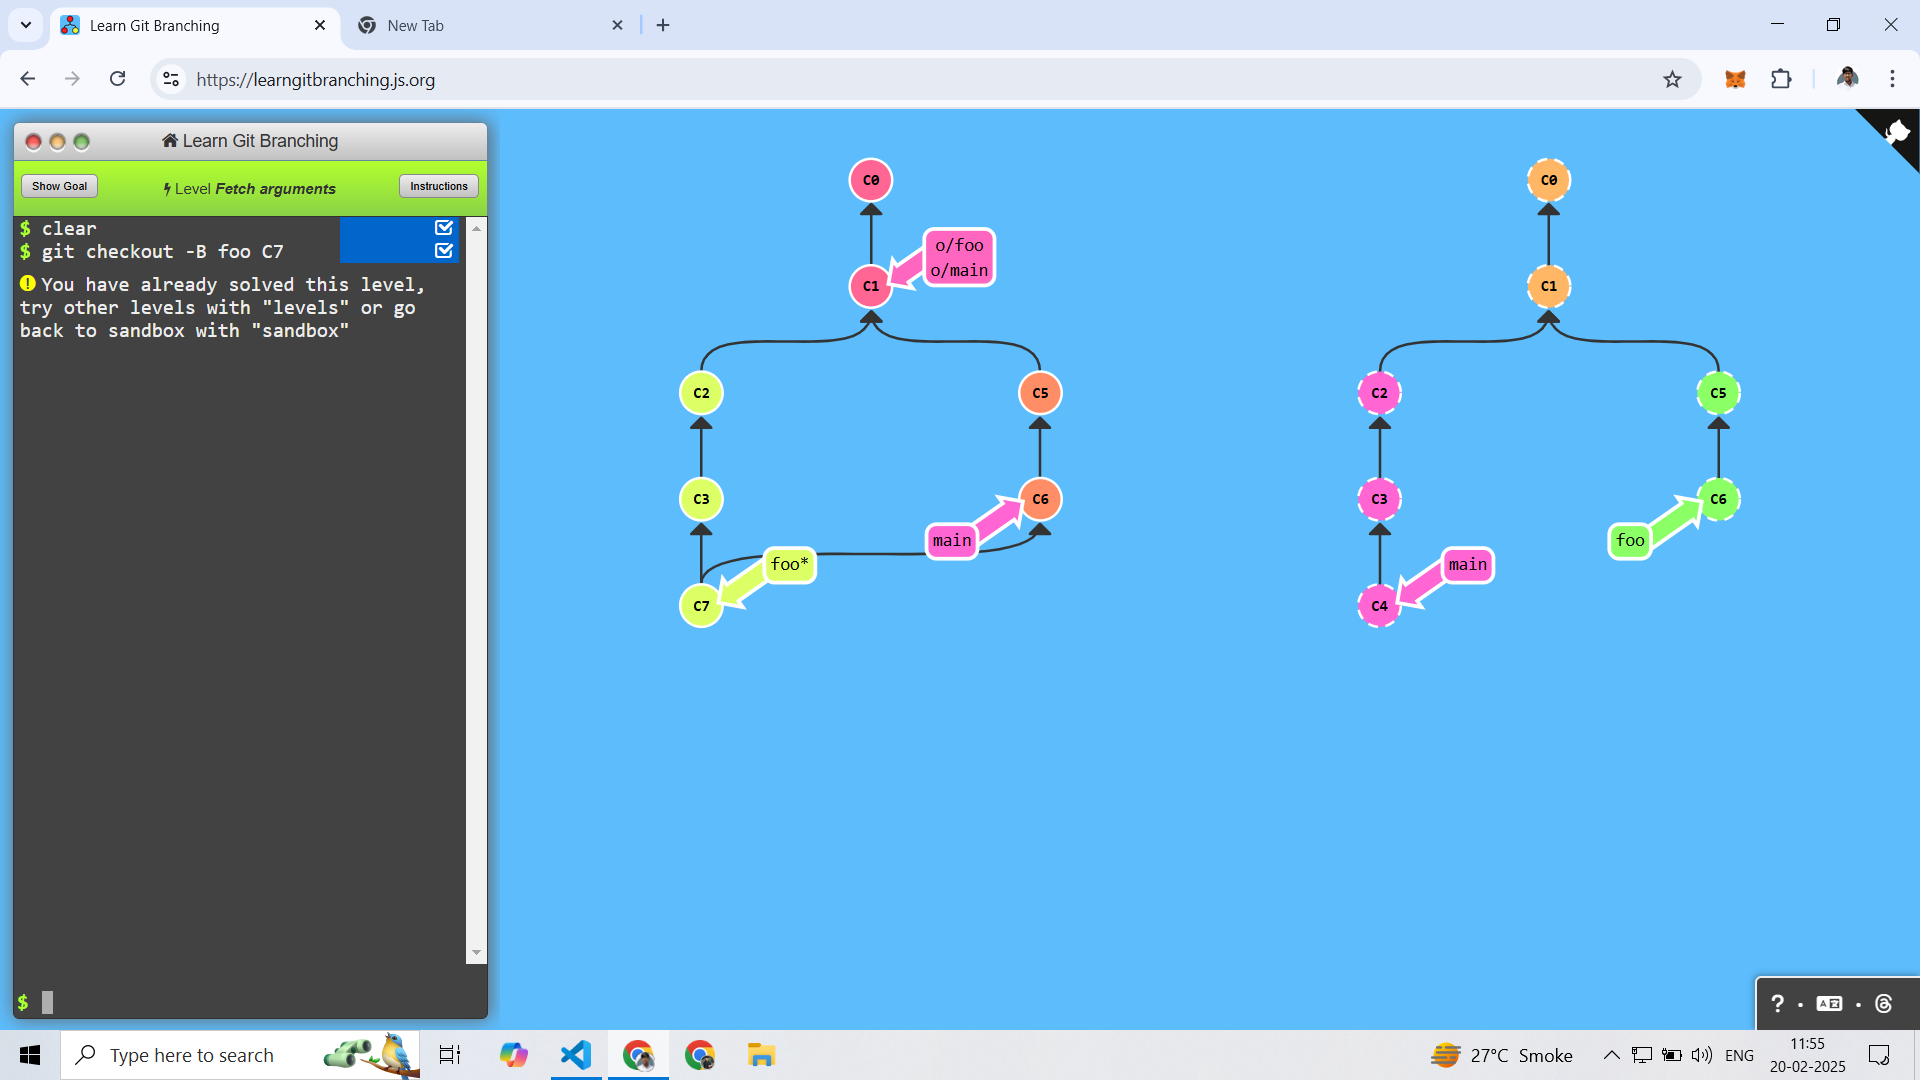 Learn Git Branching
New Tab
https://learngitbranching.js.org
Learn Git Branching
Show Goal
Level Fetch arguments
Instructions
$ clear
$ git checkout -B foo C7
You have already solved this level,
try other levels with "levels" or go
back to sandbox with "sandbox"
$
C0
o/foo
o/main
C1
C2
C5
C3
C6
main
foo*
C7
C0
C1
C2
C5
C3
C6
foo
main
C4
?
Type here to search
27°C Smoke
ENG
11:55
20-02-2025